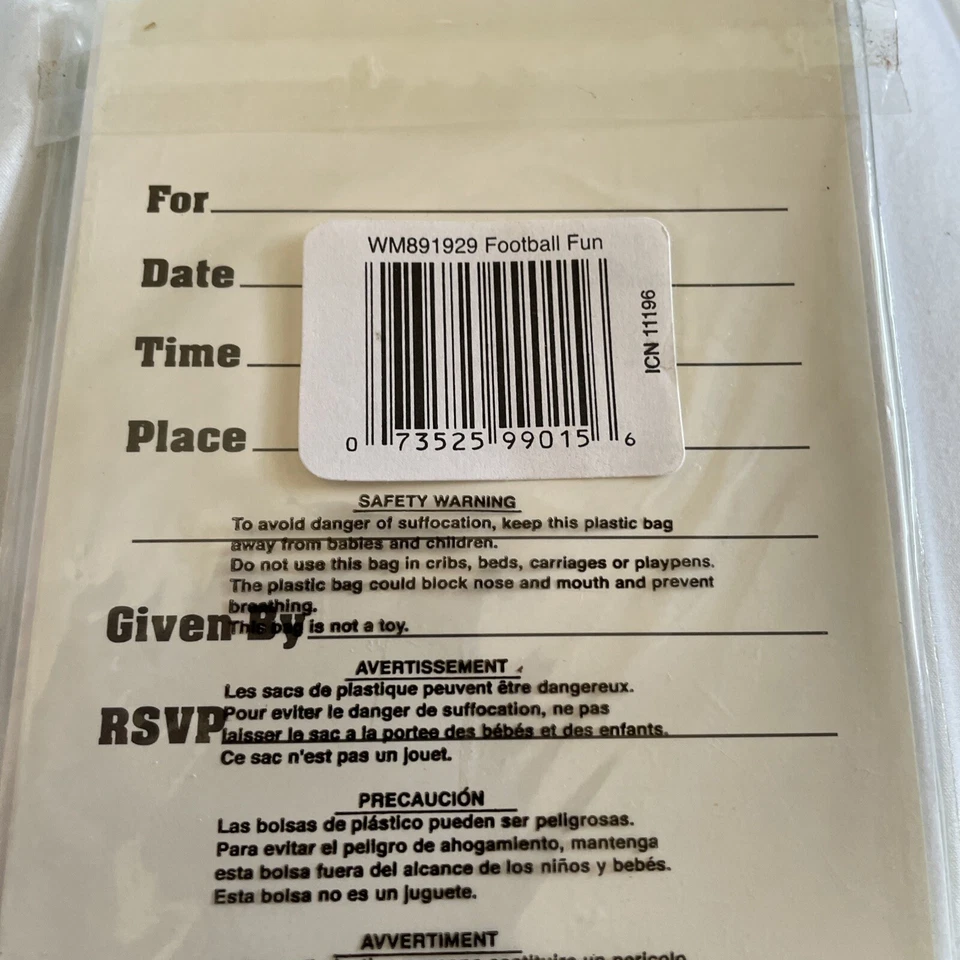 For
WM891929 Football Fun
Date
ICN 11196
Time
Place
0 73525 99015 6
SAFETY WARNING
To avoid danger of suffocation, keep this plastic bag
away from babies and children.
Do not use this bag in cribs, beds, carriages or playpens.
The plastic bag could block nose and mouth and prevent
breathing.
Given By
This bag is not a toy.
AVERTISSEMENT
Les sacs de plastique peuvent être dangereux.
RSVP
Pour eviter le danger de suffocation, ne pas
laisser le sac a la portee des bébés et des enfants.
Ce sac n'est pas un jouet.
PRECAUCIÓN
Las bolsas de plástico pueden ser peligrosas.
Para evitar el peligro de ahogamiento, mantenga
esta bolsa fuera del alcance de los niños y bebés.
Esta bolsa no es un juguete.
AVVERTIMENT
costituire un pericolo